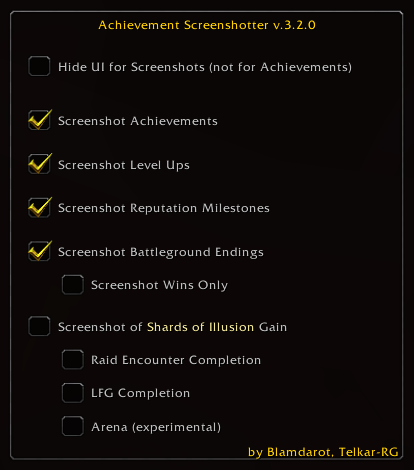 Achievement Screenshotter v.3.2.0
Hide UI for Screenshots (not for Achievements)
Screenshot Achievements
Screenshot Level Ups
Screenshot Reputation Milestones
Screenshot Battleground Endings
Screenshot Wins Only
Screenshot of Shards of Illusion Gain
Raid Encounter Completion
LFG Completion
Arena (experimental)
by Blamdarot, Telkar-RG